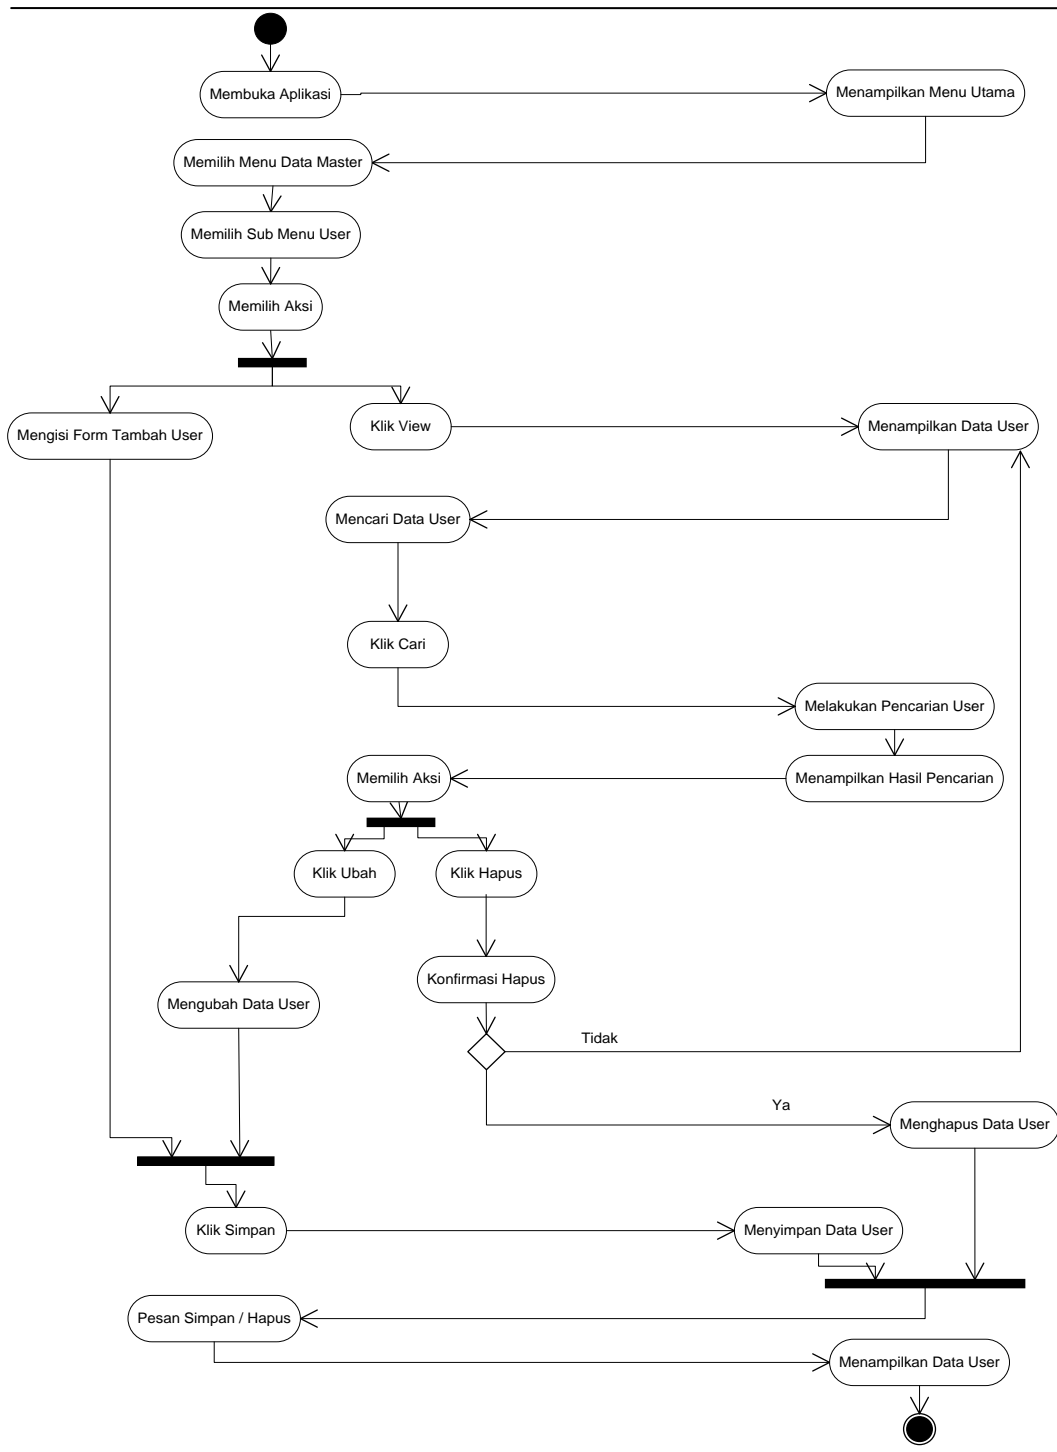 Membuka Aplikasi
Menampilkan Menu Utama
Memilih Menu Data Master
Memilih Sub Menu User
Memilih Aksi
Mengisi Form Tambah User
Klik View
Menampilkan Data User
Mencari Data User
Klik Cari
Melakukan Pencarian User
Memilih Aksi
Menampilkan Hasil Pencarian
Klik Ubah
Klik Hapus
Konfirmasi Hapus
Mengubah Data User
Tidak
Ya
Menghapus Data User
Klik Simpan
Menyimpan Data User
Pesan Simpan / Hapus
Menampilkan Data User